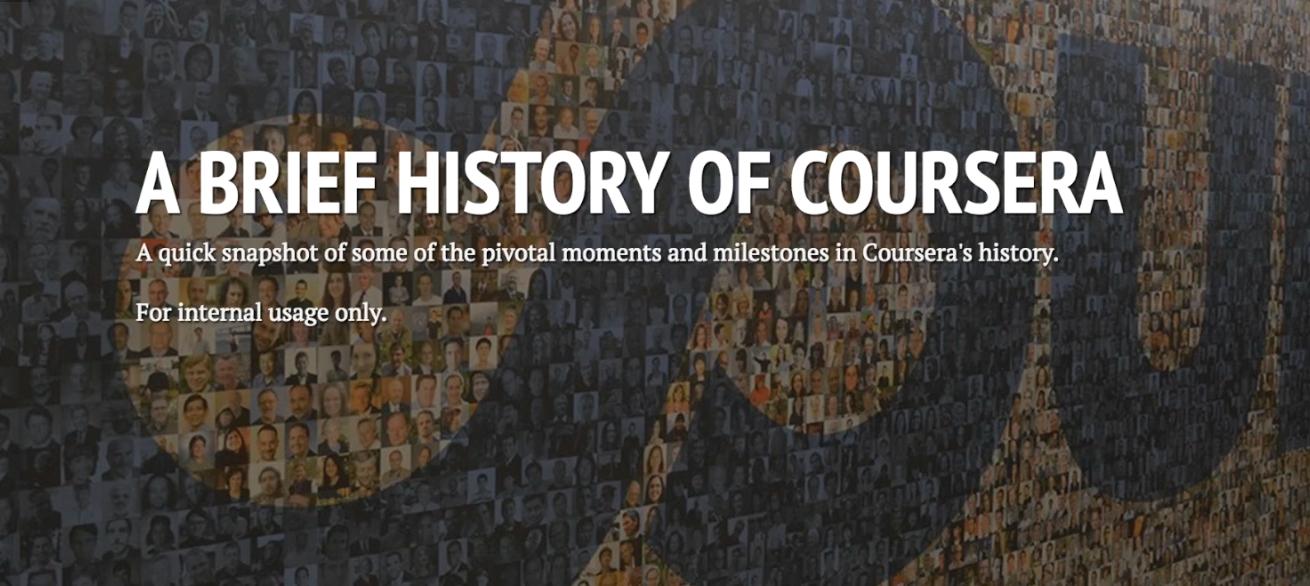 A BRIEF HISTORY OF COURSERA
A quick snapshot of some of the pivotal moments and milestones in Coursera's history.
For internal usage only.